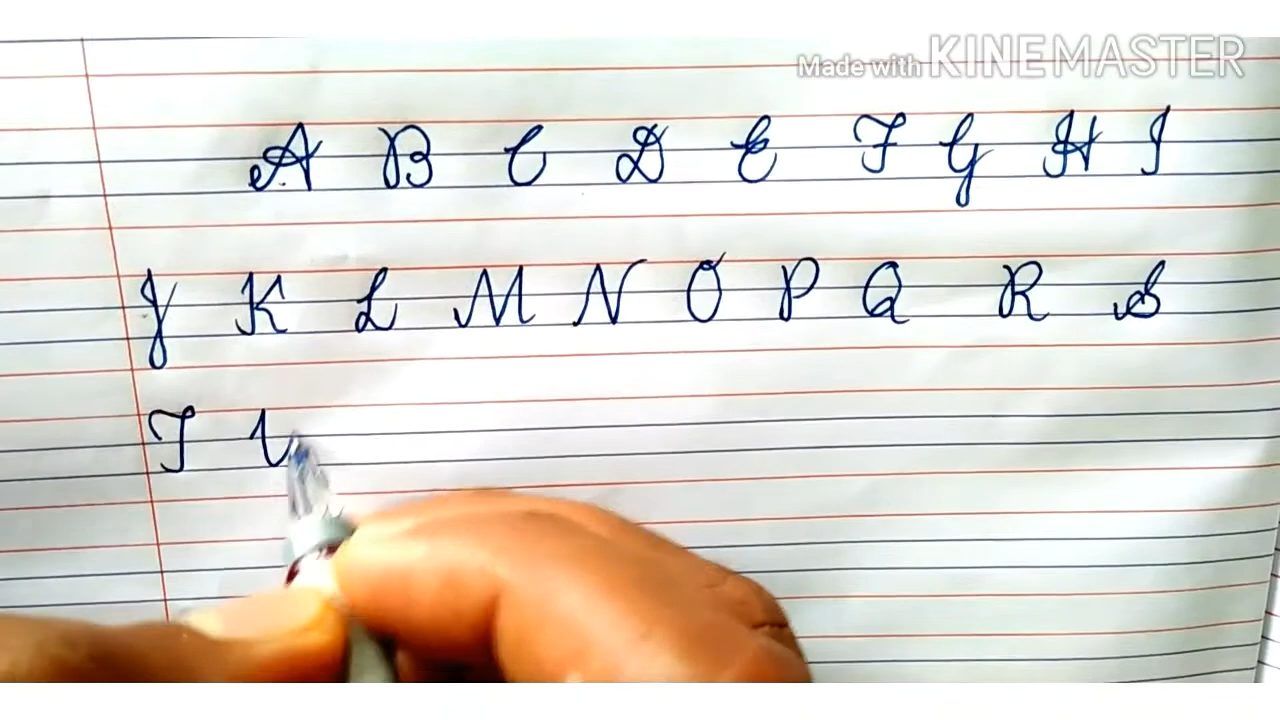 Made with KINEMASTER
A B C D E F G H I
J K L M N O P Q R S
T U